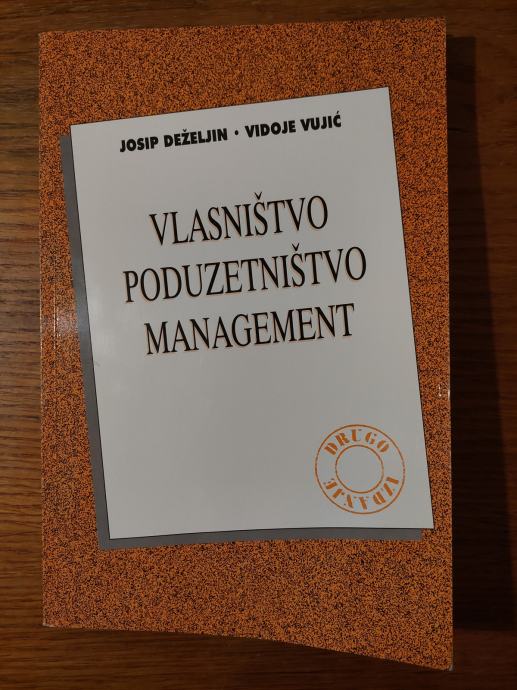 JOSIP DEŽELJIN • VIDOJE VUJIĆ
VLASNIŠTVO
PODUZETNIŠTVO
MANAGEMENT
DRUGO
IZDANJE